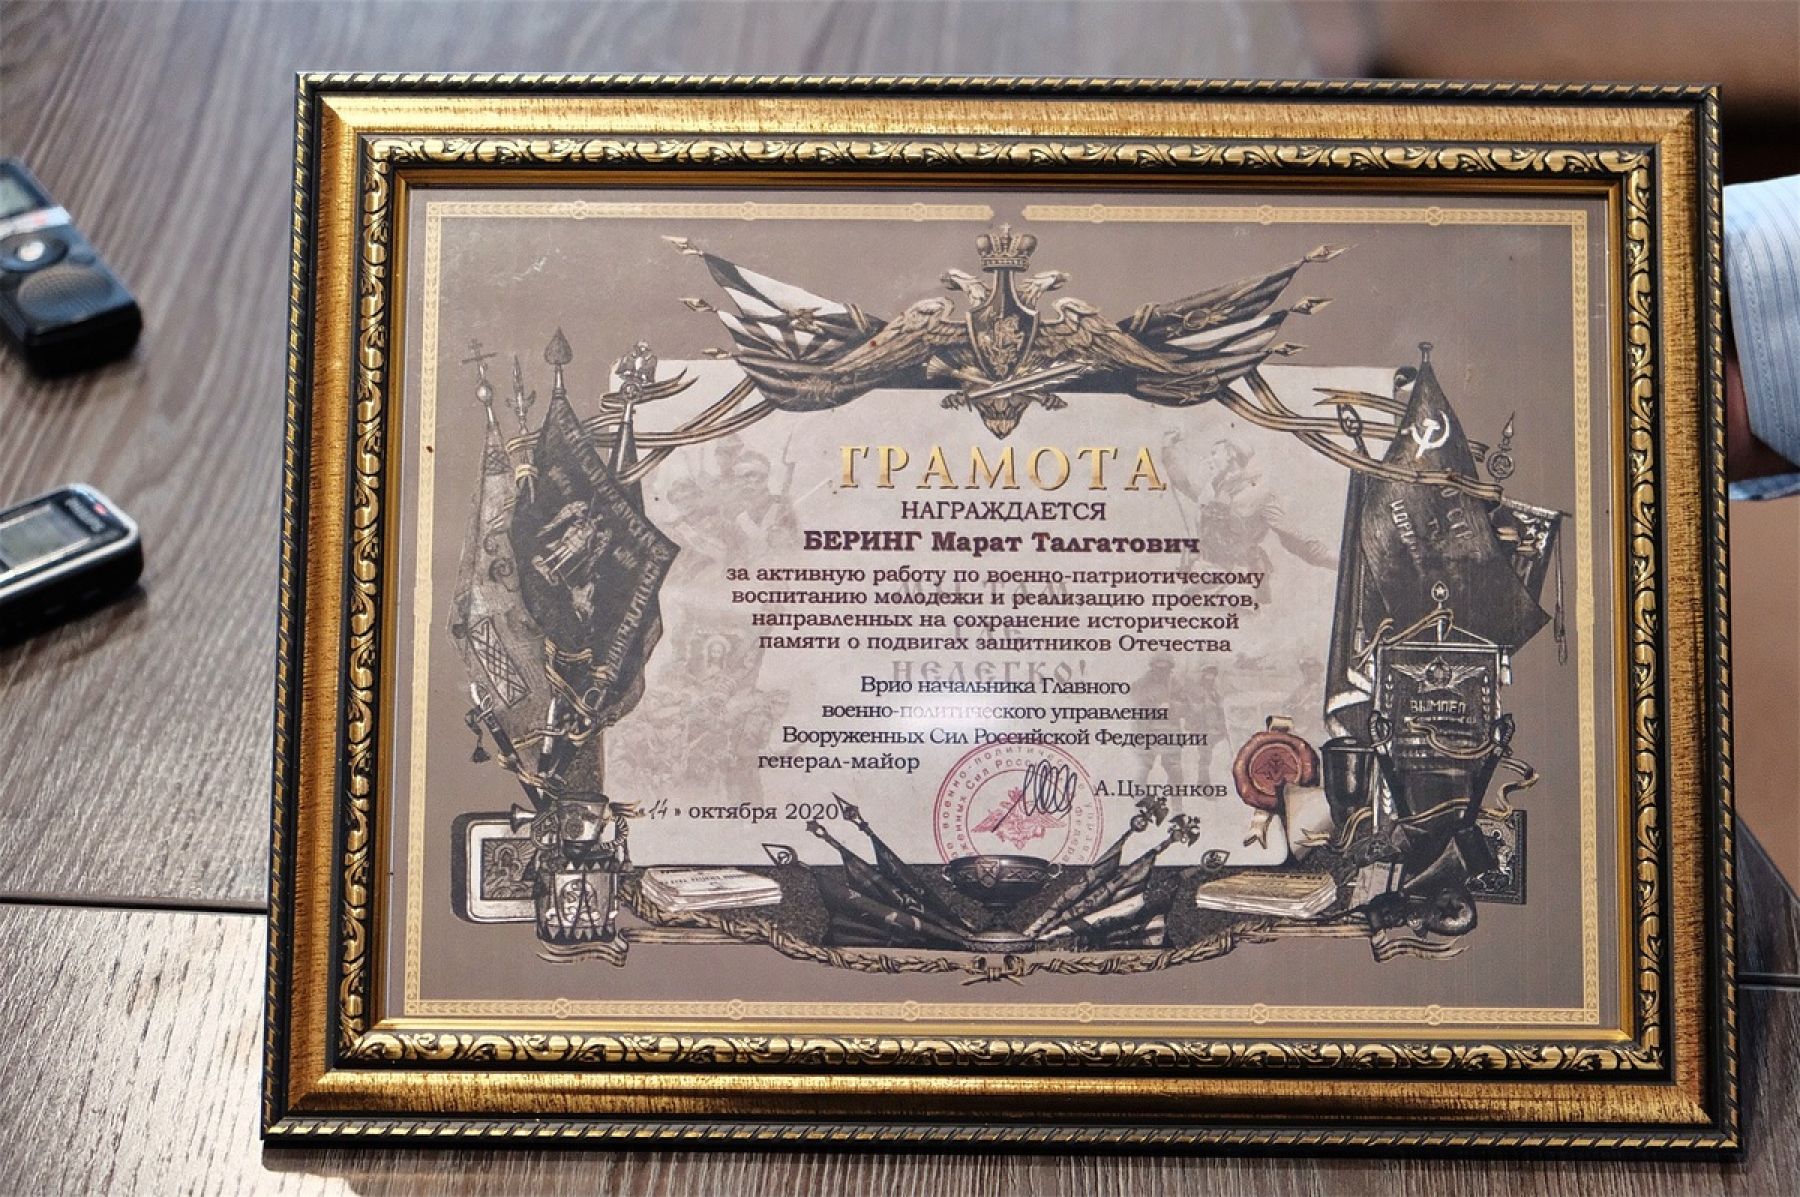 ГРАМОТА
НАГРАЖДАЕТСЯ
БЕРИНГ Марат Талгатович
за активную работу по военно-патриотическому
воспитанию молодежи и реализацию проектов,
направленных на сохранение исторической
памяти о подвигах защитников Отечества
НЕЛЕГКО!
Врио начальника Главного
военно-политического управления
Вооруженных Сил Российской Федерации
генерал-майор
А.Цыганков
«14» октября 2020
ВЫМПЕЛ